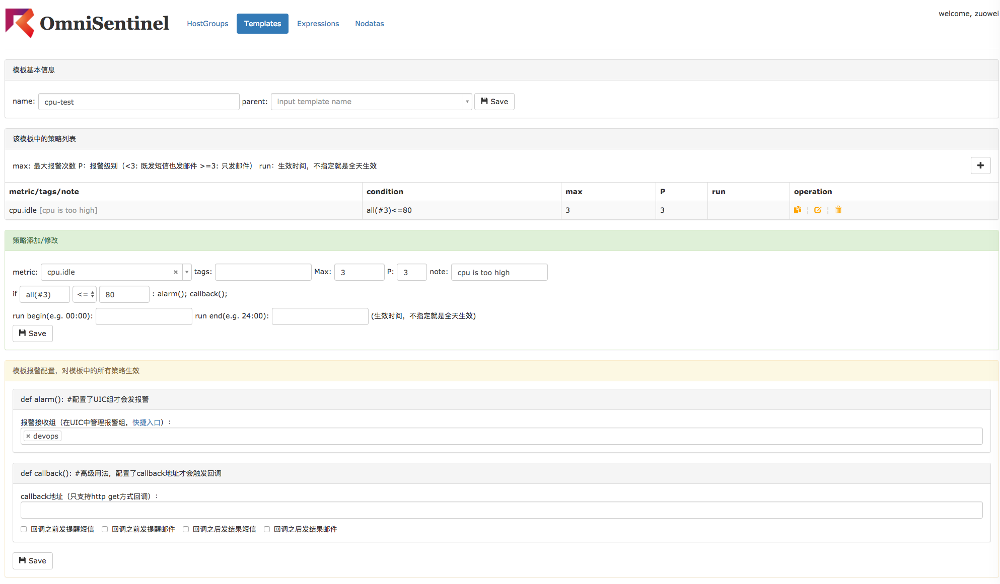 OmniSentinel HostGroups Templates Expressions Nodatas welcome, zuowei
模板基本信息
name: cpu-test parent: input template name Save
该模板中的策略列表
max: 最大报警次数 P：报警级别（<3: 既发短信也发邮件 >=3: 只发邮件） run：生效时间，不指定就是全天生效
metric/tags/note condition max P run operation
cpu.idle [cpu is too high] all(#3)<=80 3 3
策略添加/修改
metric: cpu.idle tags: Max: 3 P: 3 note: cpu is too high
if all(#3) <= 80 : alarm(); callback();
run begin(e.g. 00:00): run end(e.g. 24:00): (生效时间，不指定就是全天生效)
Save
模板报警配置，对模板中的所有策略生效
def alarm(): #配置了UIC组才会发报警
报警接收组（在UIC中管理报警组，快捷入口）:
× devops
def callback(): #高级用法，配置了callback地址才会触发回调
callback地址（只支持http get方式回调）:
回调之前发提醒短信 回调之前发提醒邮件 回调之后发结果短信 回调之后发结果邮件
Save